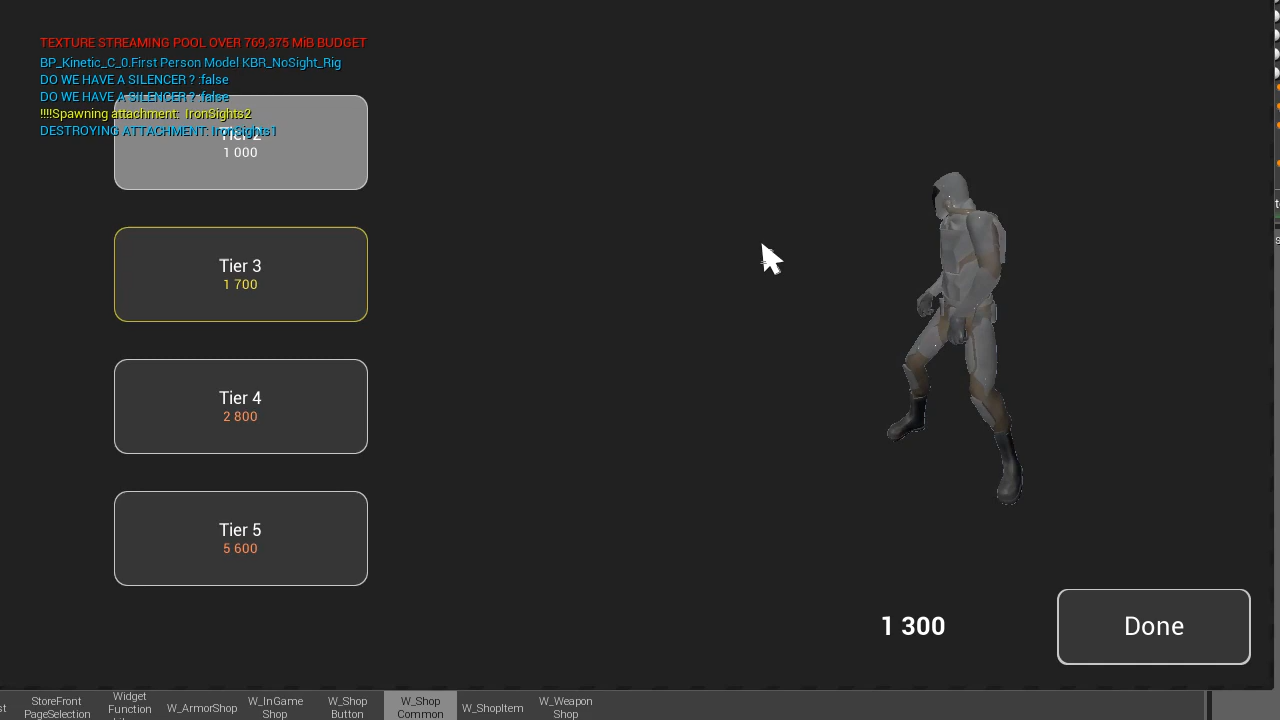 TEXTURE STREAMING POOL OVER 769,375 MiB BUDGET
BP_Kinetic_C_0.First Person Model KBR_NoSight_Rig
DO WE HAVE A SILENCER ? :false
DO WE HAVE A SILENCER ? :false
!!!!Spawning attachment: IronSights2
DESTROYING ATTACHMENT: IronSights1
Tier 2
1 000
Tier 3
1 700
Tier 4
2 800
Tier 5
5 600
1 300
Done
st
StoreFront
PageSelection
Widget
Function
W_ArmorShop
W_InGame
Shop
W_Shop
Button
W_Shop
Common
W_ShopItem
W_Weapon
Shop